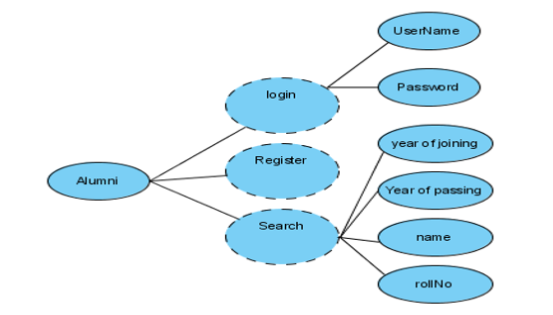 UserName
Password
login
Register
Search
Alumni
year of joining
Year of passing
name
rollNo